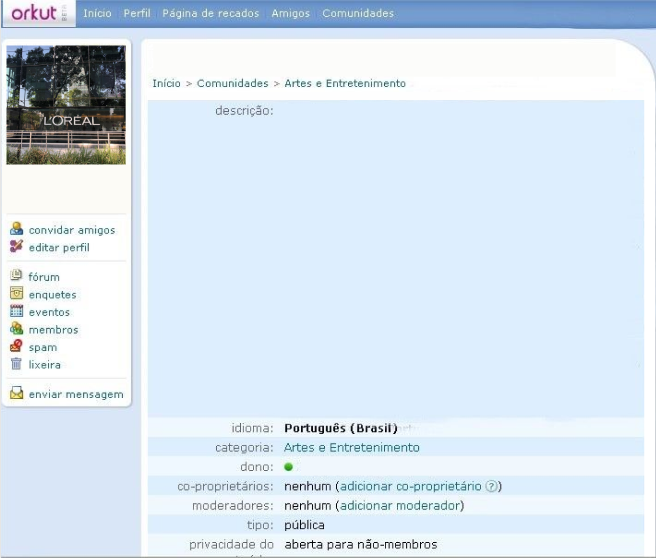 orkut BETA Início Perfil Página de recados Amigos Comunidades
L'ORÉAL
Início > Comunidades > Artes e Entretenimento
descrição:
convidar amigos
editar perfil
fórum
enquetes
eventos
membros
spam
lixeira
enviar mensagem
idioma: Português (Brasil)
categoria: Artes e Entretenimento
dono:
co-proprietários: nenhum (adicionar co-proprietário ?)
moderadores: nenhum (adicionar moderador)
tipo: pública
privacidade do aberta para não-membros